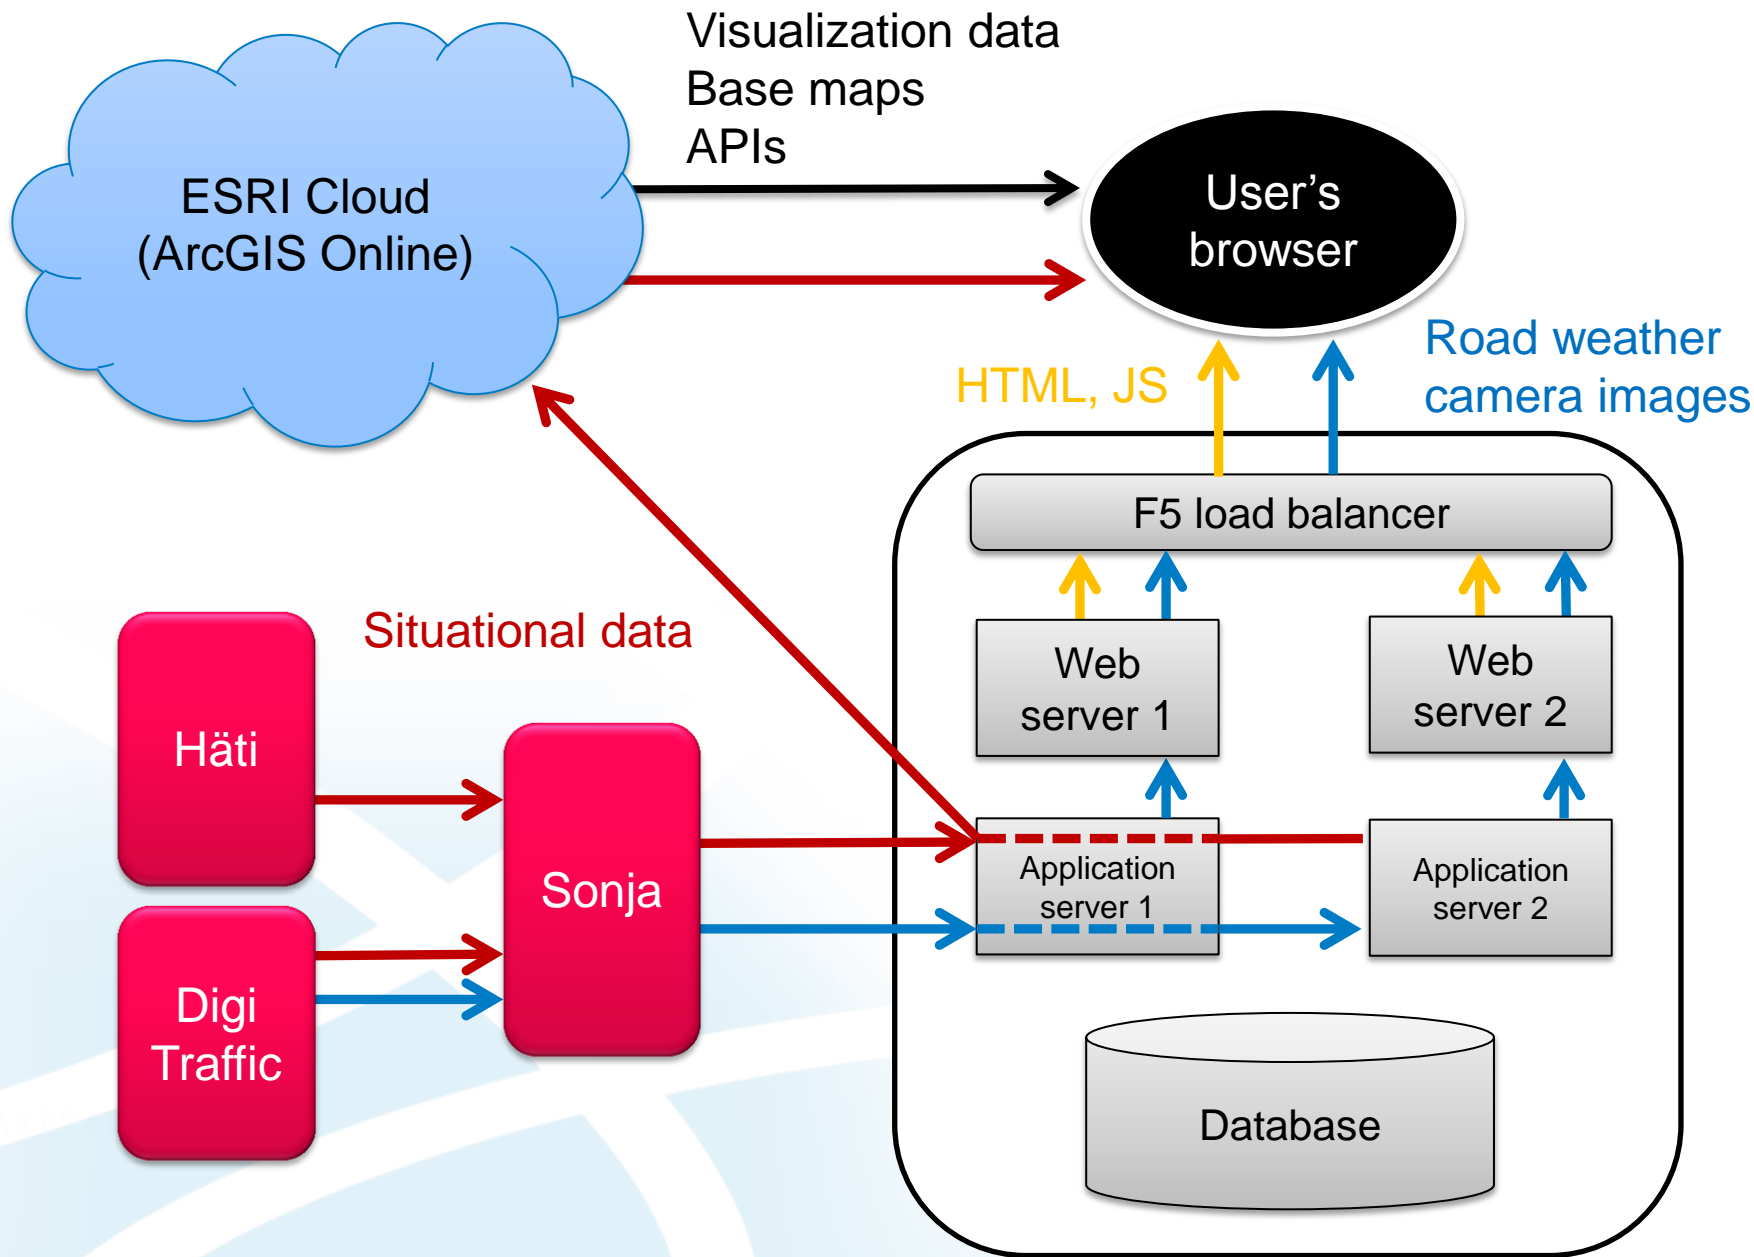 Visualization data
Base maps
APIs
ESRI Cloud
(ArcGIS Online)
User’s
browser
HTML, JS
Road weather
camera images
F5 load balancer
Situational data
Web
server 1
Web
server 2
Häti
Sonja
Application
server 1
Application
server 2
Digi
Traffic
Database